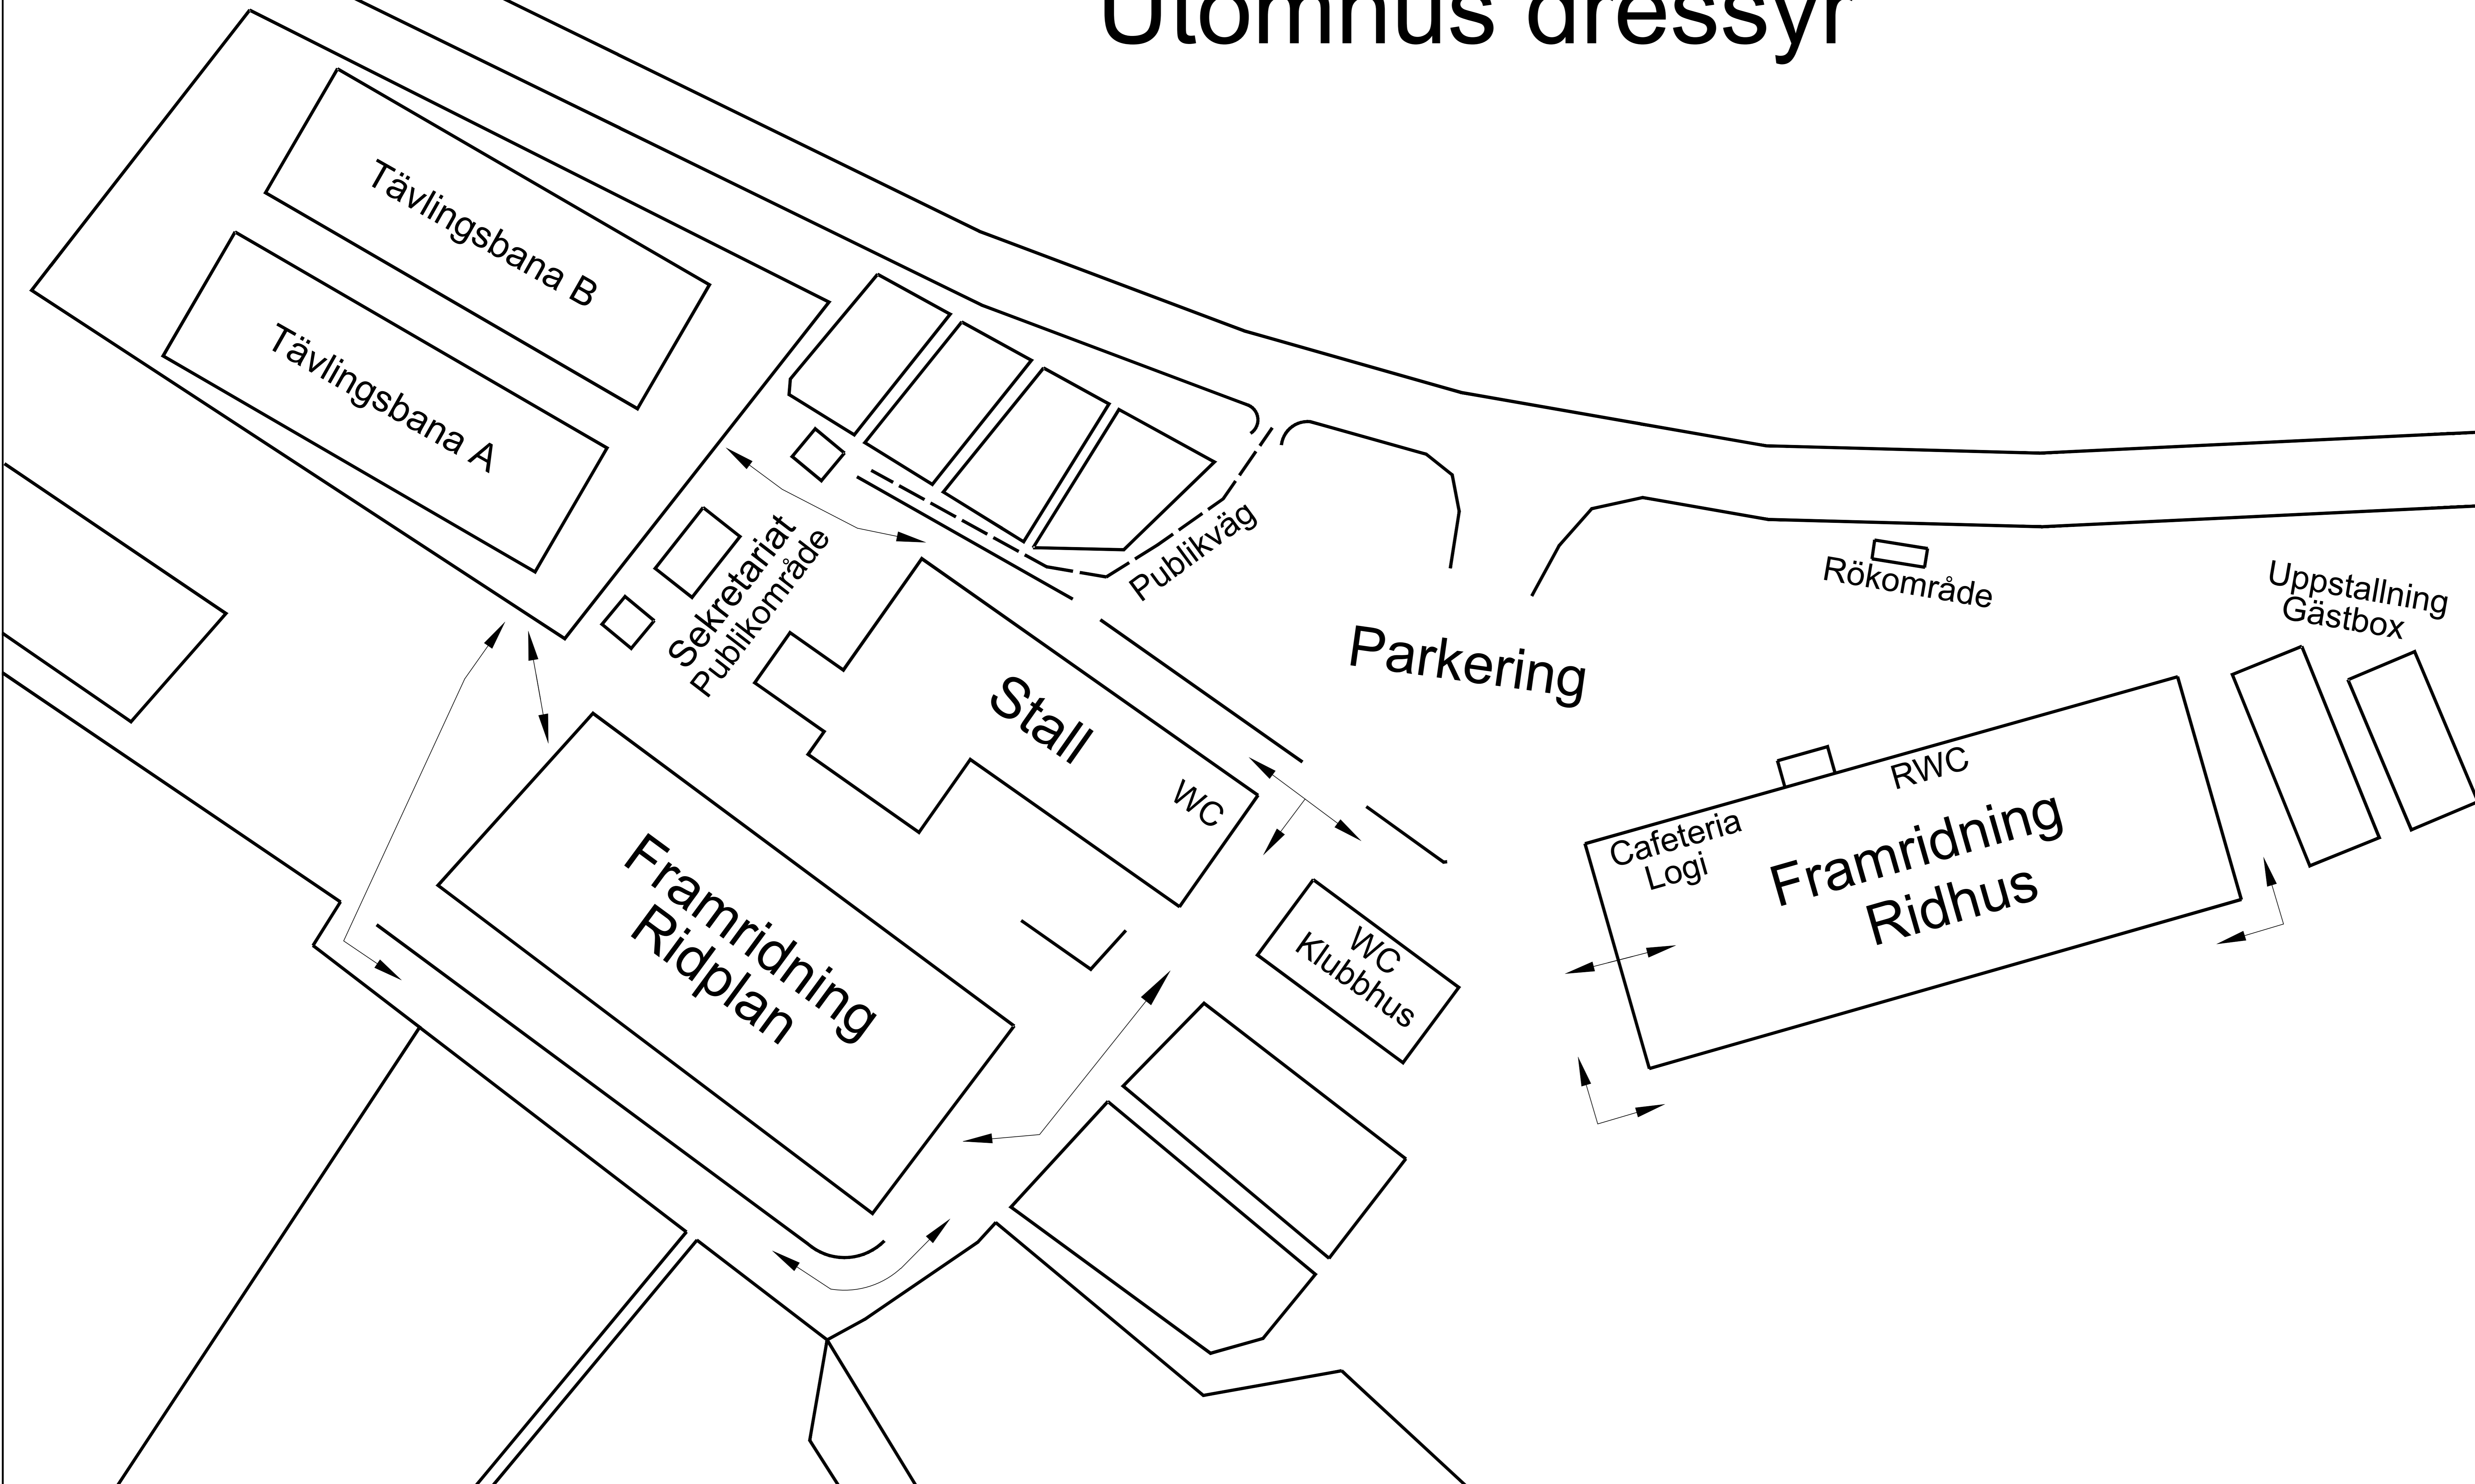 Utomhus dressyr
Tävlingsbana B
Tävlingsbana A
Sekretariat
Publikområde
Publikväg
Parkering
Rökområde
Uppstallning
Gästbox
Stall
WC
RWC
Cafeteria
Logi
Framridning
Ridhus
Framridning
Ridplan
WC
Klubbhus